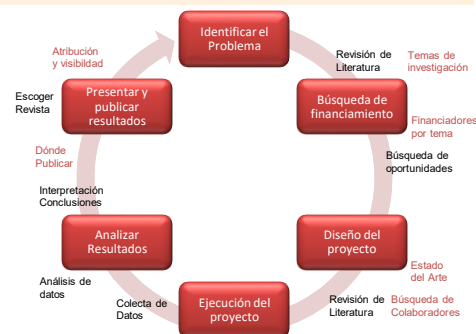 Identificar el
Problema
Revisión de
Literatura
Temas de
investigación
Búsqueda de
financiamiento
Financiadores
por tema
Búsqueda de
oportunidades
Diseño del
proyecto
Estado
del Arte
Revisión de
Literatura
Búsqueda de
Colaboradores
Ejecución del
proyecto
Colecta de
Datos
Análisis de
datos
Analizar
Resultados
Interpretación
Conclusiones
Dónde
Publicar
Escoger
Revista
Presentar y
publicar
resultados
Atribución
y visibildad